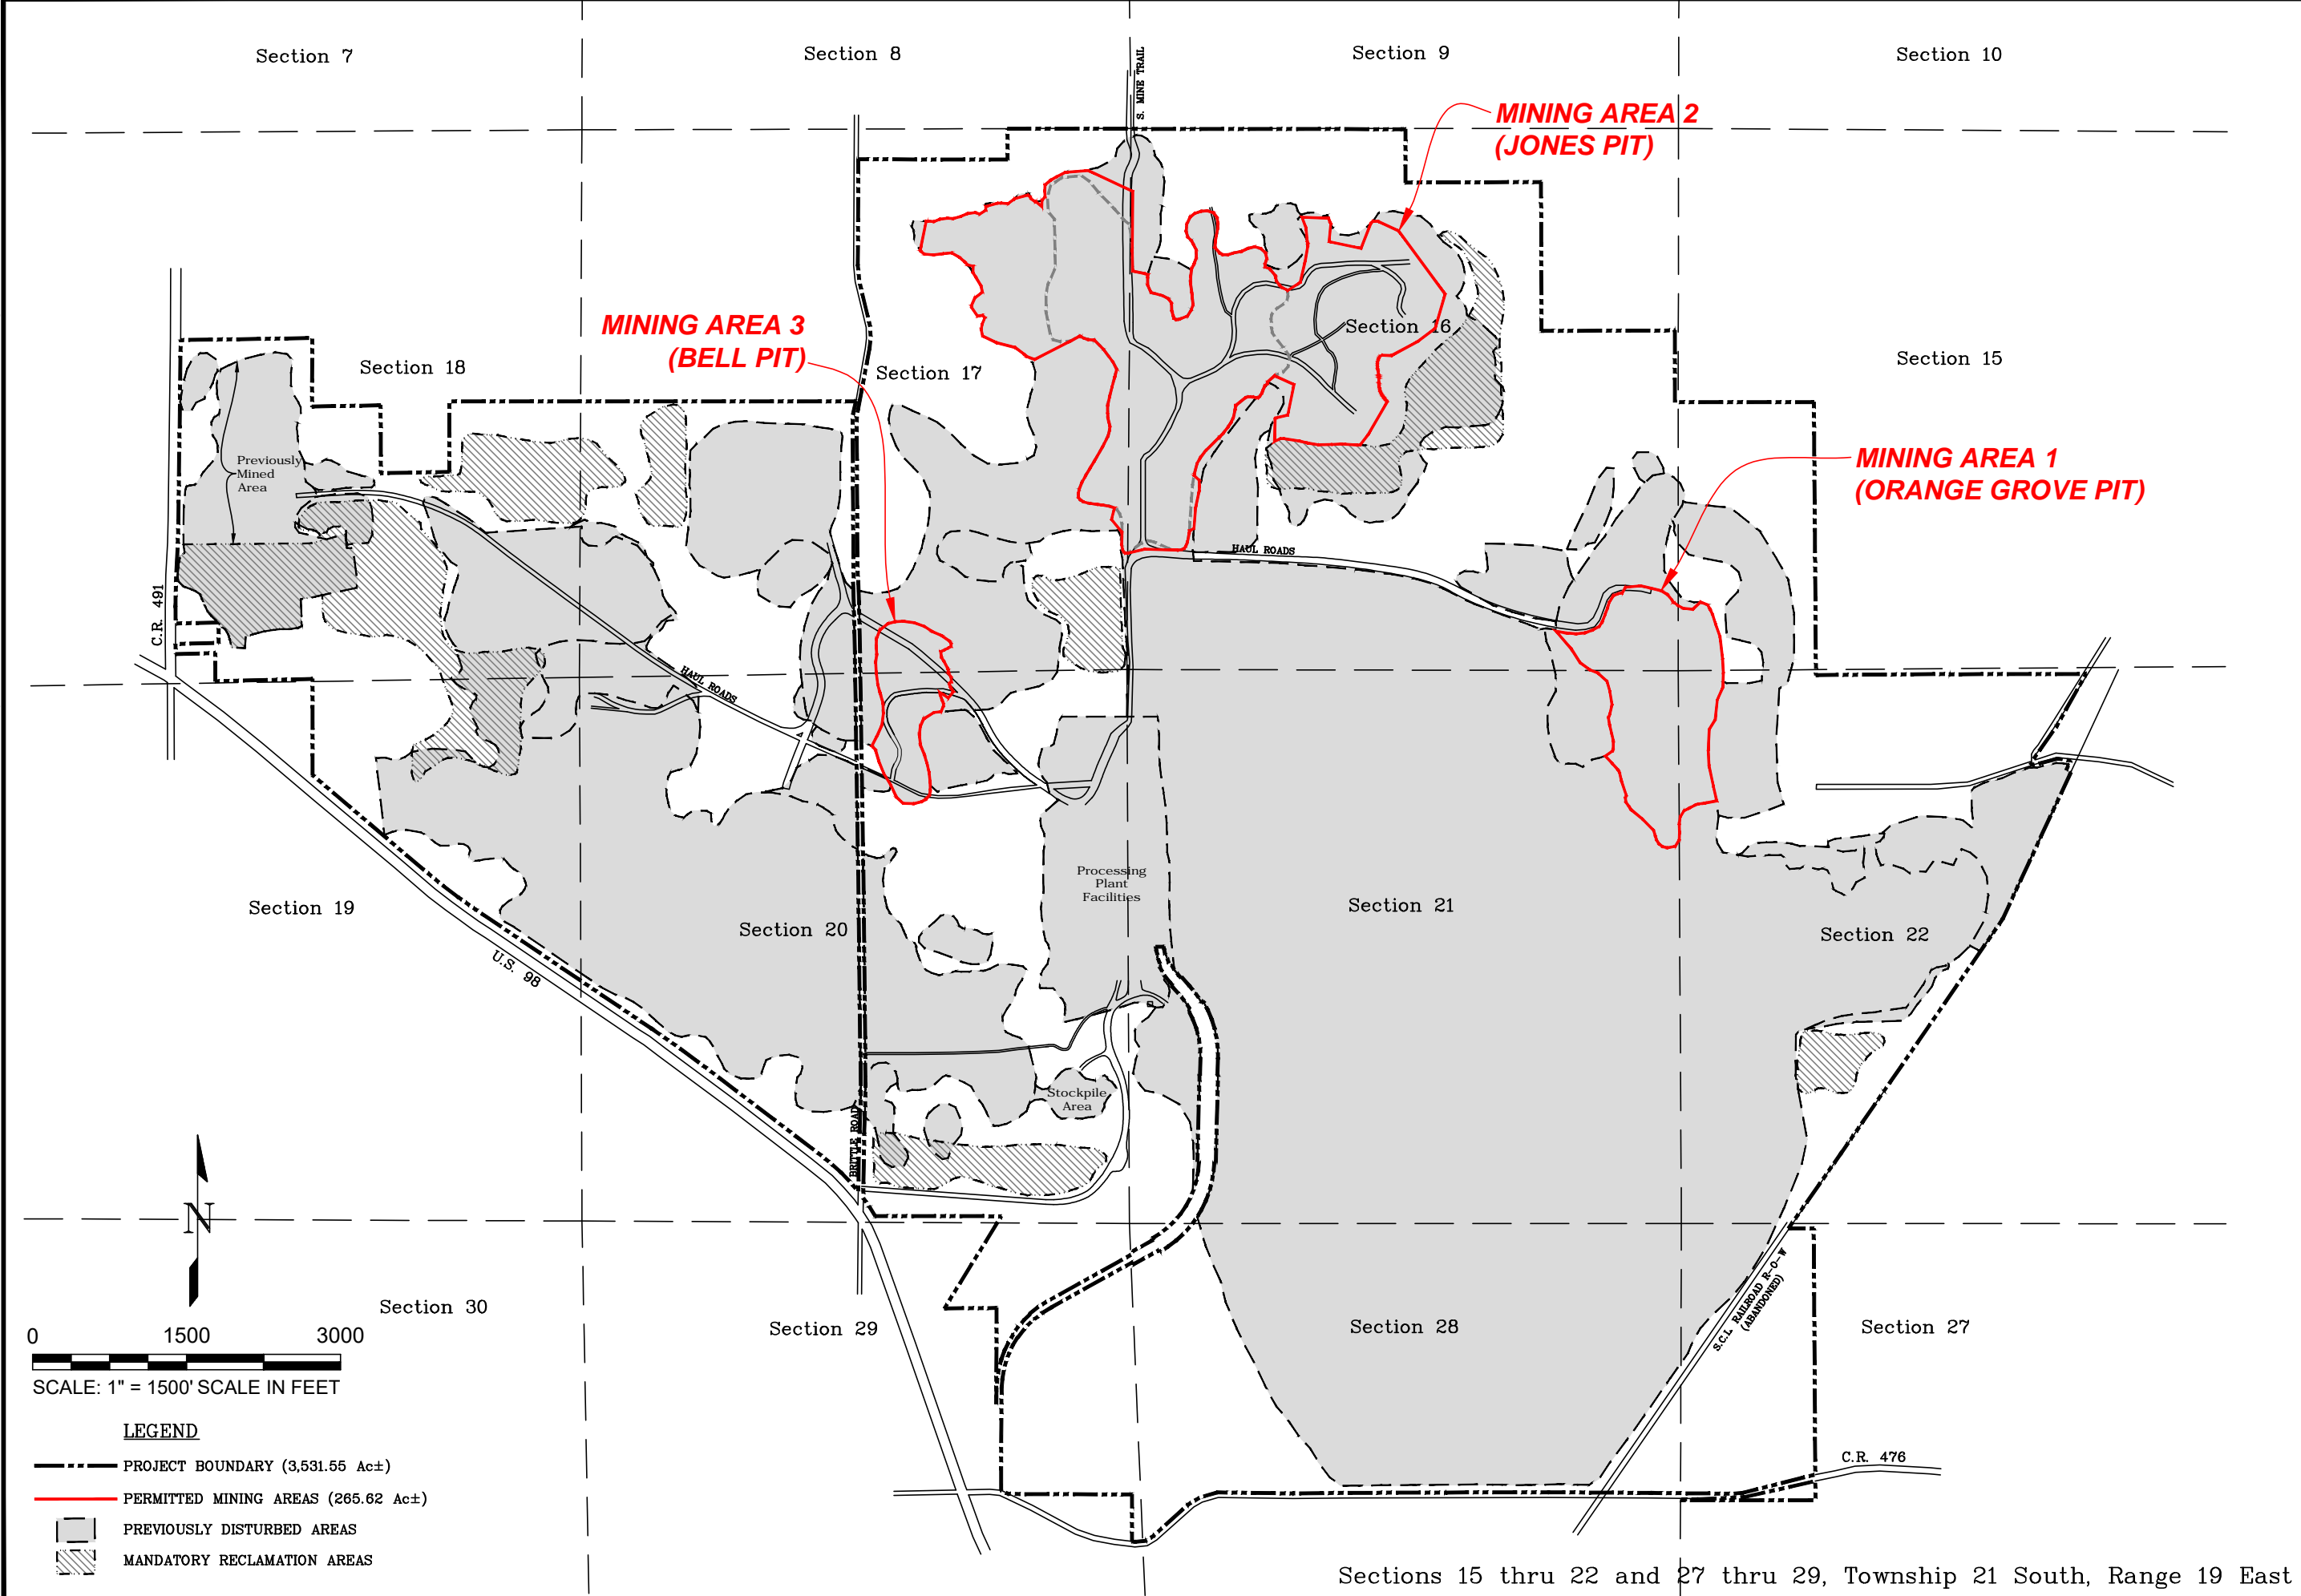 Section 7
Section 8
Section 9
Section 10
S. MINE TRAIL
MINING AREA 2
(JONES PIT)
MINING AREA 3
(BELL PIT)
Section 16
Section 15
Section 18
Section 17
Previously
Mined
Area
MINING AREA 1
(ORANGE GROVE PIT)
HAUL ROADS
C.R. 491
HAUL ROADS
Processing
Plant
Facilities
Section 19
Section 20
Section 21
Section 22
U.S. 98
Stockpile
Area
BRITTLE ROAD
N
Section 30
Section 29
Section 28
Section 27
S.C.L RAILROAD R-O-W
(ABANDONED)
0 1500 3000
SCALE: 1" = 1500' SCALE IN FEET
LEGEND
PROJECT BOUNDARY (3,531.55 Ac±)
PERMITTED MINING AREAS (265.62 Ac±)
PREVIOUSLY DISTURBED AREAS
MANDATORY RECLAMATION AREAS
C.R. 476
Sections 15 thru 22 and 27 thru 29, Township 21 South, Range 19 East